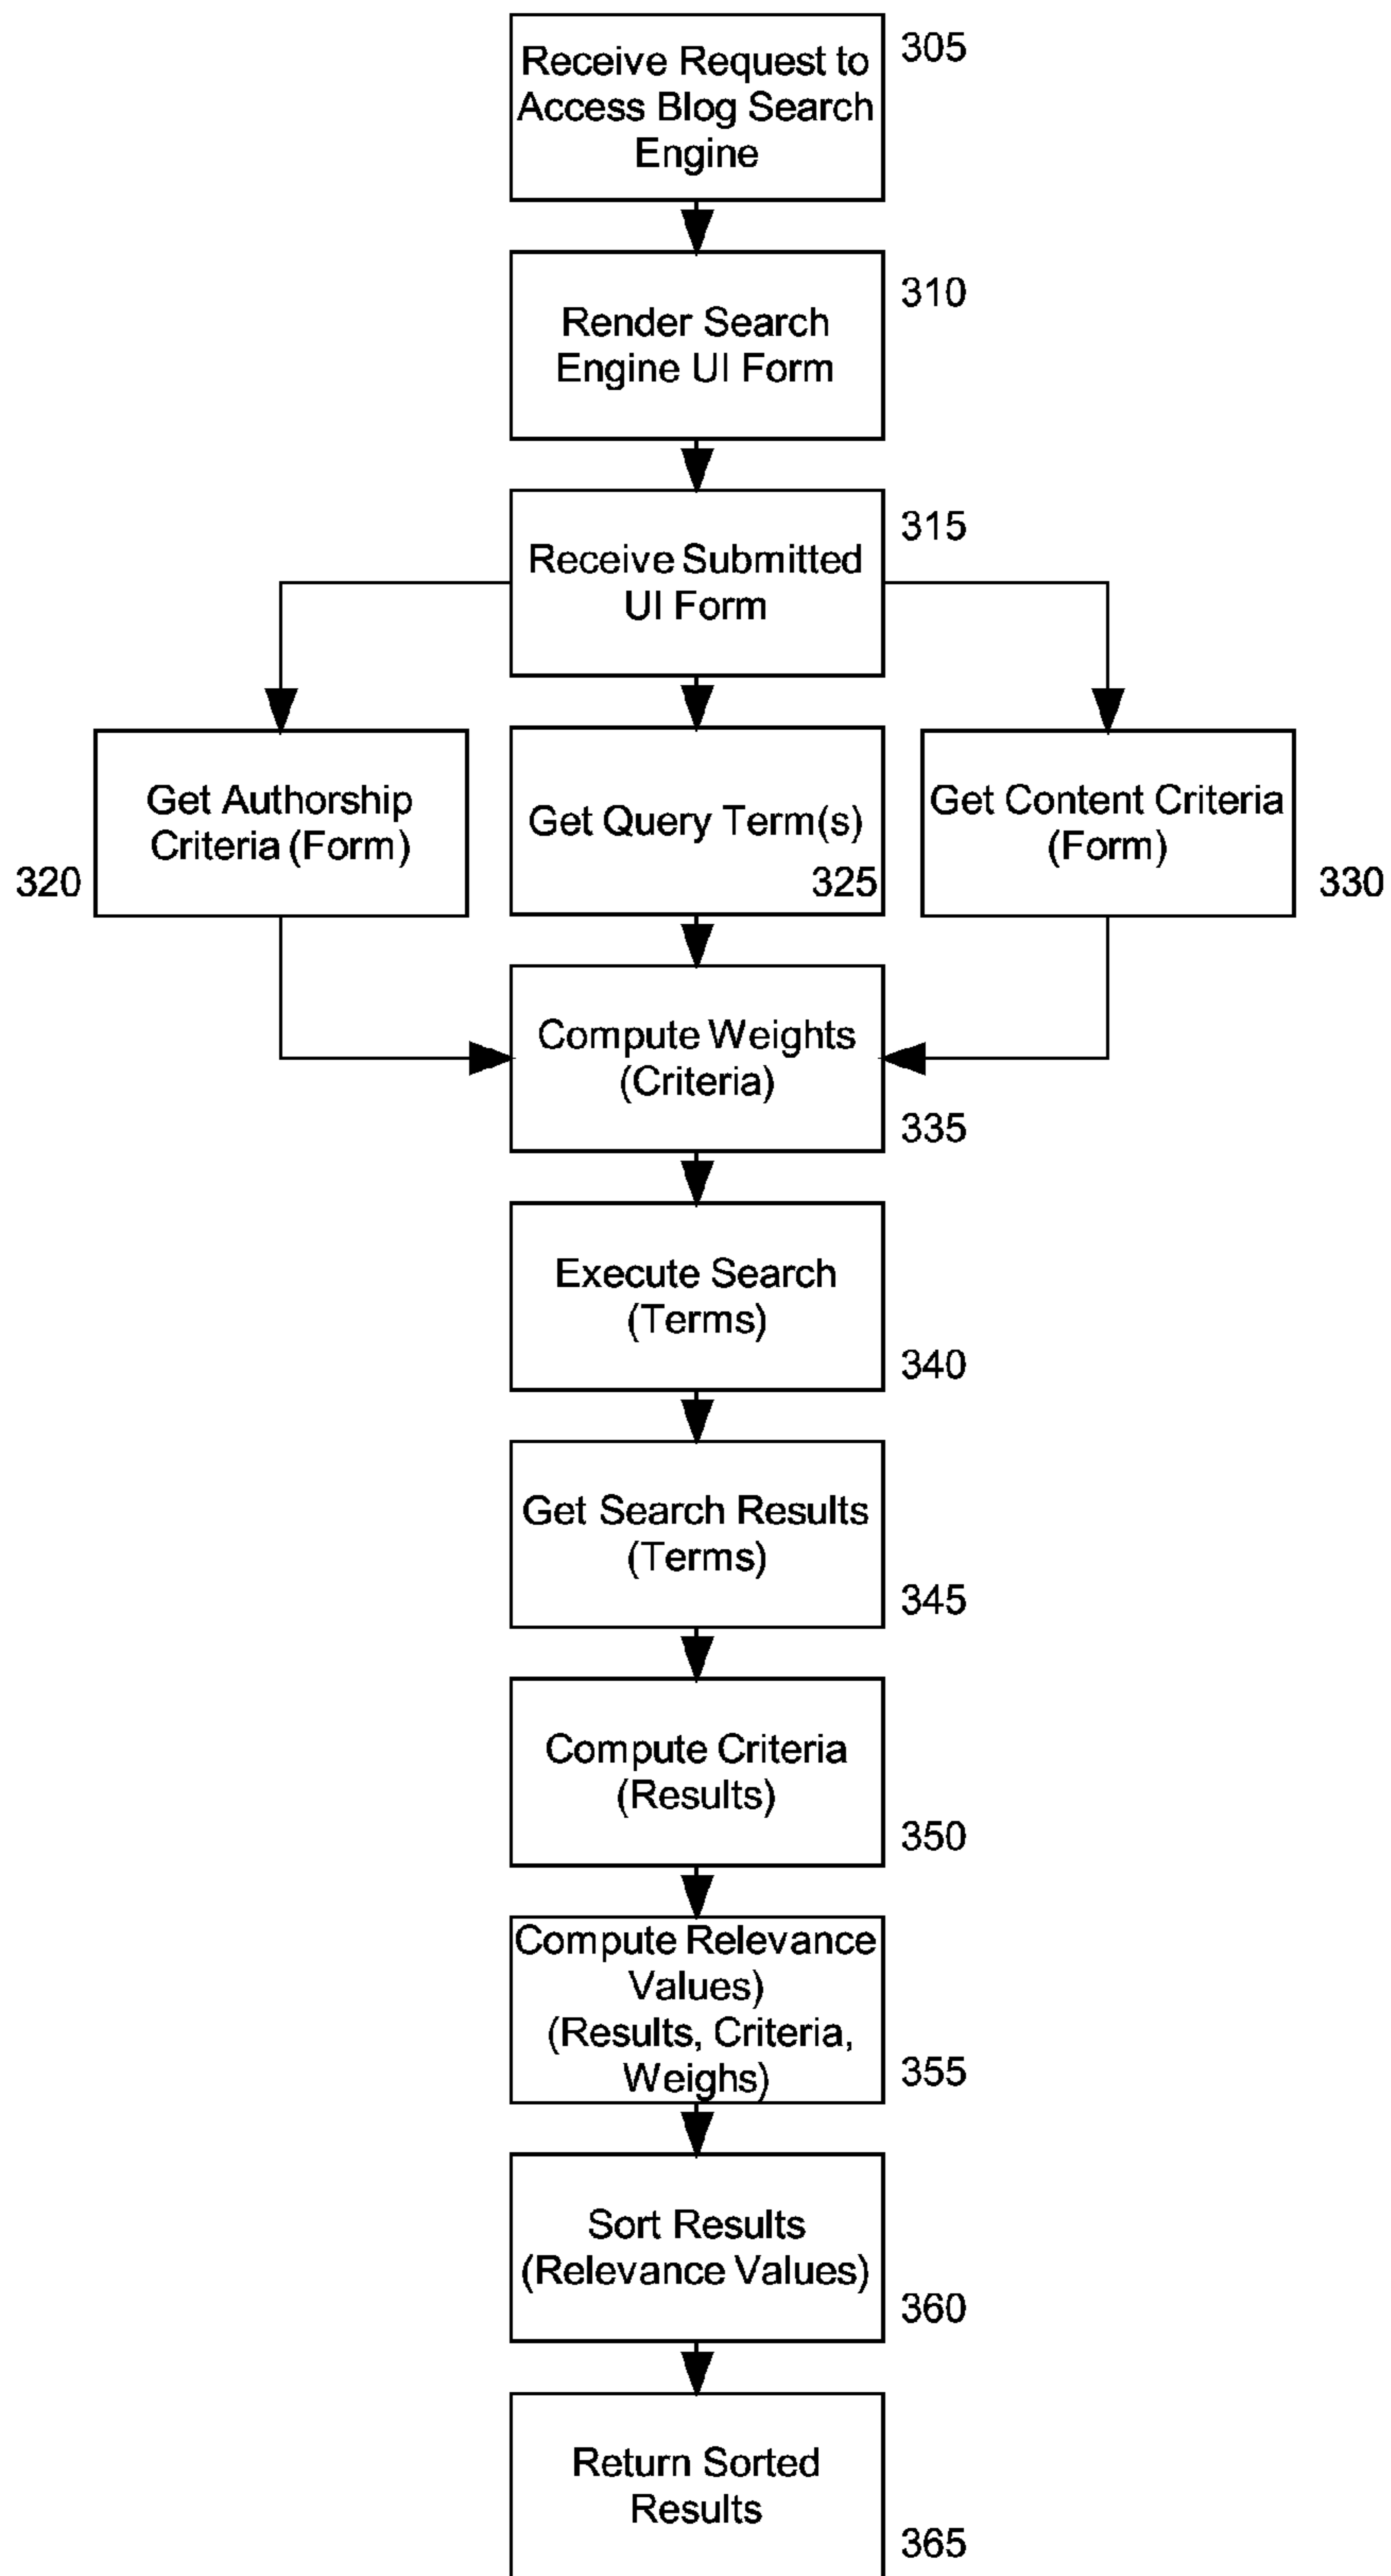 Receive Request to
Access Blog Search
Engine
305
Render Search
Engine UI Form
310
Receive Submitted
UI Form
315
Get Authorship
Criteria (Form)
320
Get Query Term(s)
325
Get Content Criteria
(Form)
330
Compute Weights
(Criteria)
335
Execute Search
(Terms)
340
Get Search Results
(Terms)
345
Compute Criteria
(Results)
350
Compute Relevance
Values)
(Results, Criteria,
Weighs)
355
Sort Results
(Relevance Values)
360
Return Sorted
Results
365